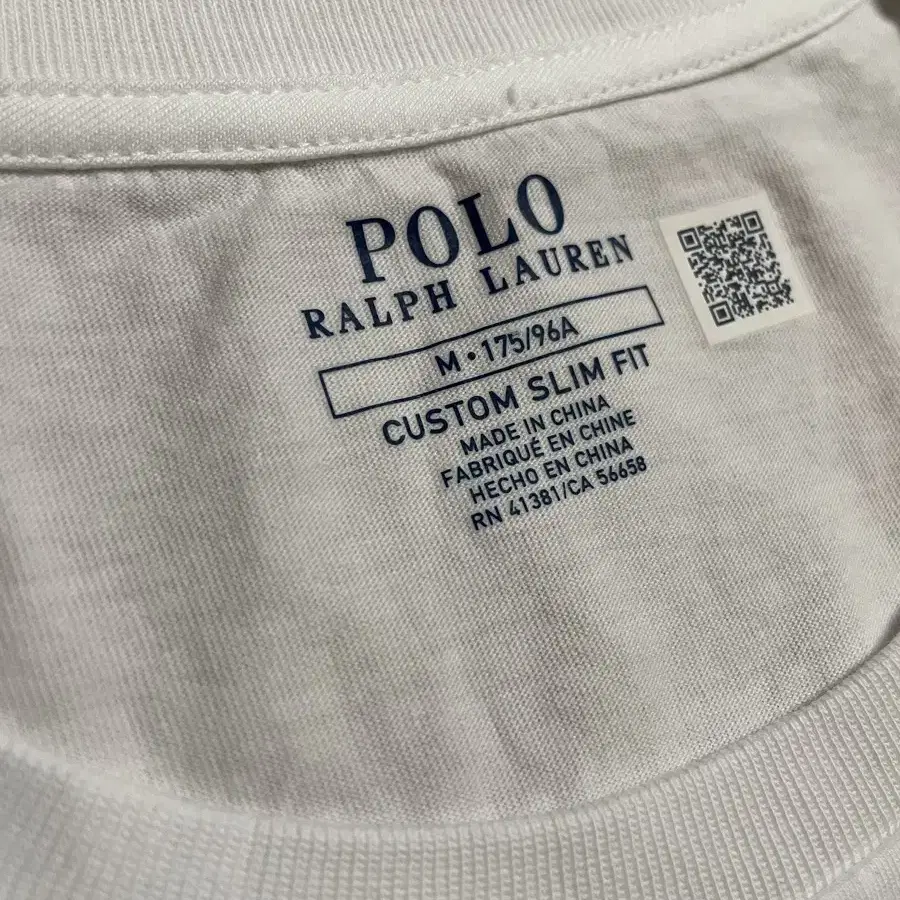 POLO
RALPH LAUREN
M • 175/96A
CUSTOM SLIM FIT
MADE IN CHINA
FABRIQUÉ EN CHINE
HECHO EN CHINA
RN 41381/CA 56658